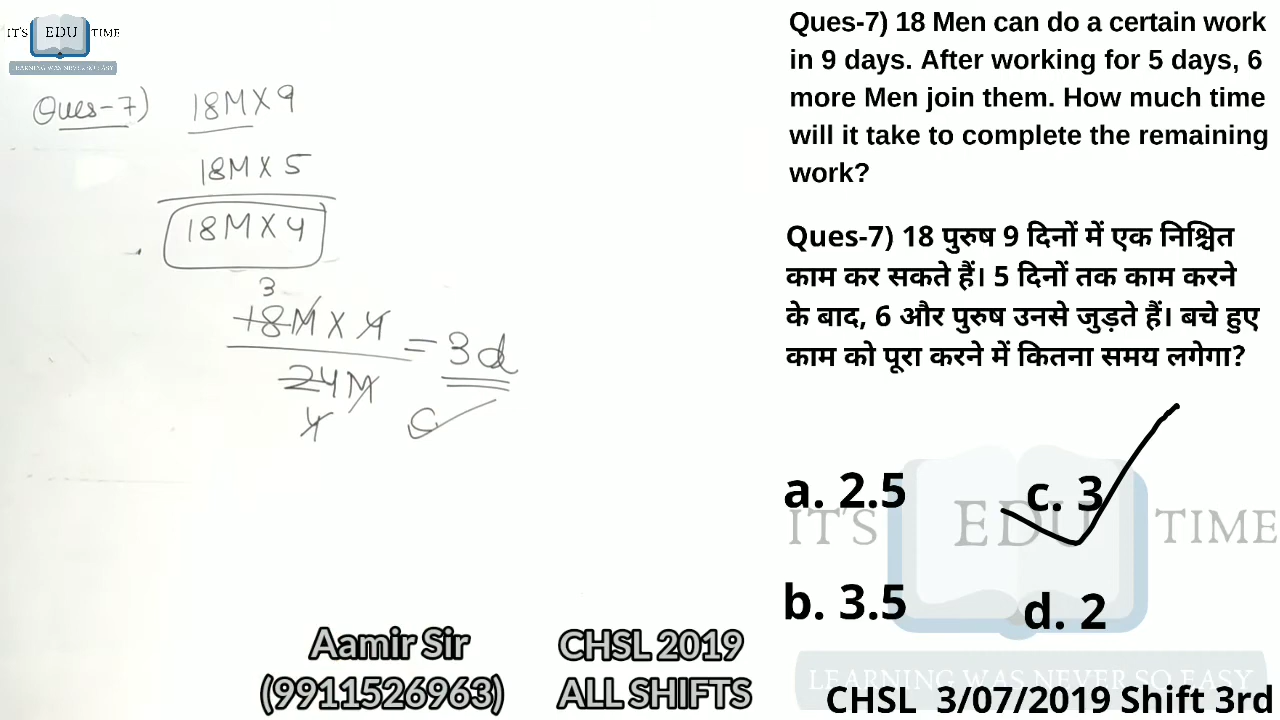 IT'S EDU TIME
LEARNING WAS NEVER SO EASY
Ques-7) 18M X 9
18M X 5
18M X 4
3
18M X 4
= 3d
24M
4
C
Ques-7) 18 Men can do a certain work
in 9 days. After working for 5 days, 6
more Men join them. How much time
will it take to complete the remaining
work?
Ques-7) 18 पुरुष 9 दिनों में एक निश्चित
काम कर सकते हैं। 5 दिनों तक काम करने
के बाद, 6 और पुरुष उनसे जुड़ते हैं। बचे हुए
काम को पूरा करने में कितना समय लगेगा?
a. 2.5 c. 3
IT'S EDU TIME
b. 3.5 d. 2
LEARNING WAS NEVER SO EASY
Aamir Sir CHSL 2019
(9911526963) ALL SHIFTS
CHSL 3/07/2019 Shift 3rd